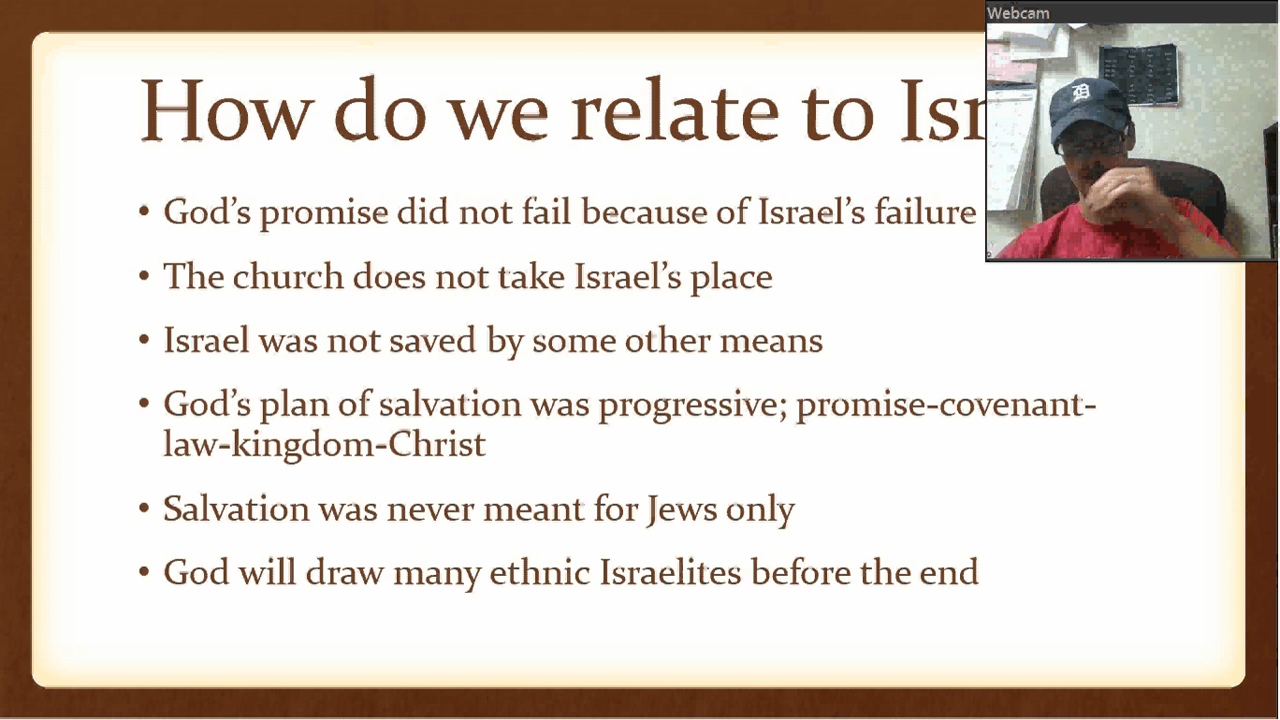 Webcam
How do we relate to Isr
• God's promise did not fail because of Israel's failure
• The church does not take Israel's place
• Israel was not saved by some other means
• God's plan of salvation was progressive; promise-covenant-
law-kingdom-Christ
• Salvation was never meant for Jews only
• God will draw many ethnic Israelites before the end